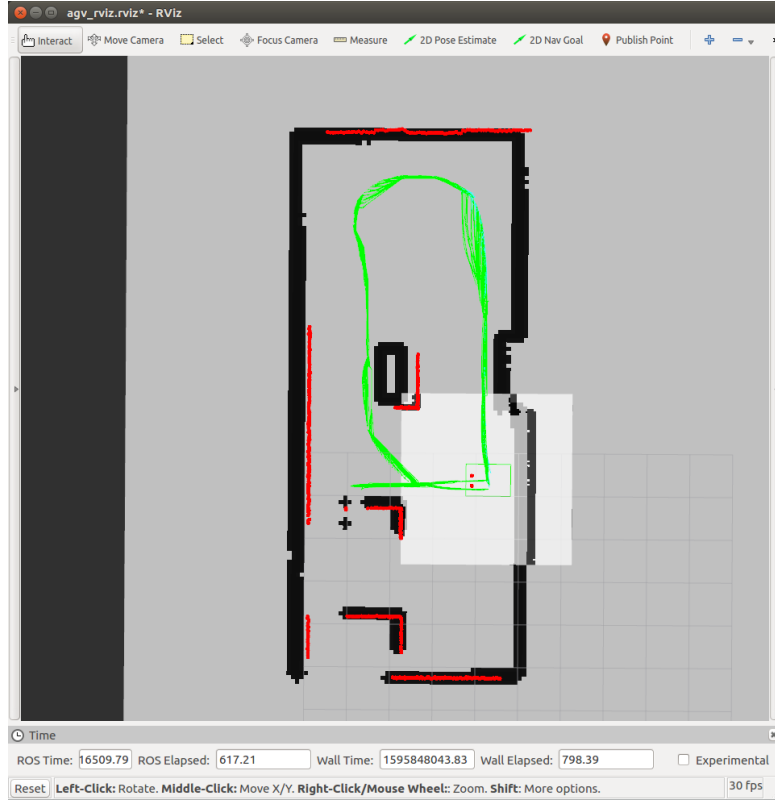 agv_rviz.rviz* - RViz
Interact Move Camera Select Focus Camera Measure 2D Pose Estimate 2D Nav Goal Publish Point
Time
ROS Time: 16509.79 ROS Elapsed: 617.21 Wall Time: 1595848043.83 Wall Elapsed: 798.39 Experimental
Reset Left-Click: Rotate. Middle-Click: Move X/Y. Right-Click/Mouse Wheel:: Zoom. Shift: More options. 30 fps